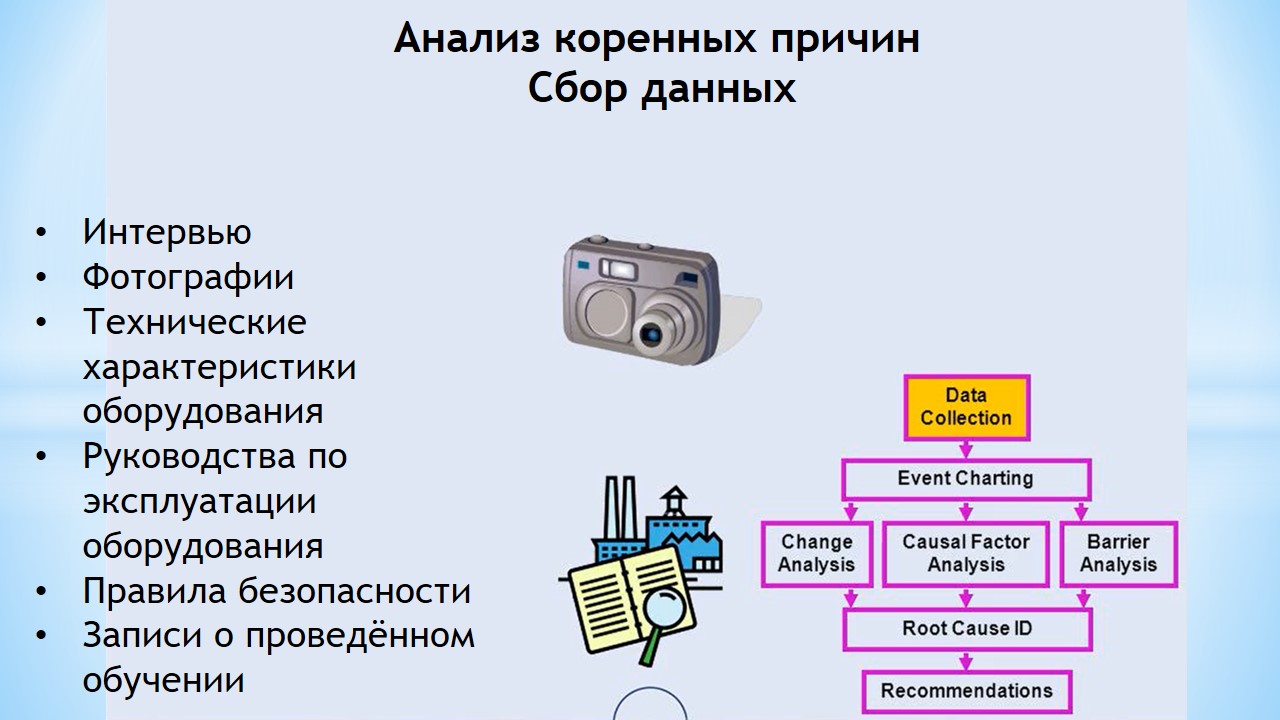 Анализ коренных причин
Сбор данных
• Интервью
• Фотографии
• Технические
характеристики
оборудования
• Руководства по
эксплуатации
оборудования
• Правила безопасности
• Записи о проведённом
обучении
Data
Collection
Event Charting
Change
Analysis
Causal Factor
Analysis
Barrier
Analysis
Root Cause ID
Recommendations